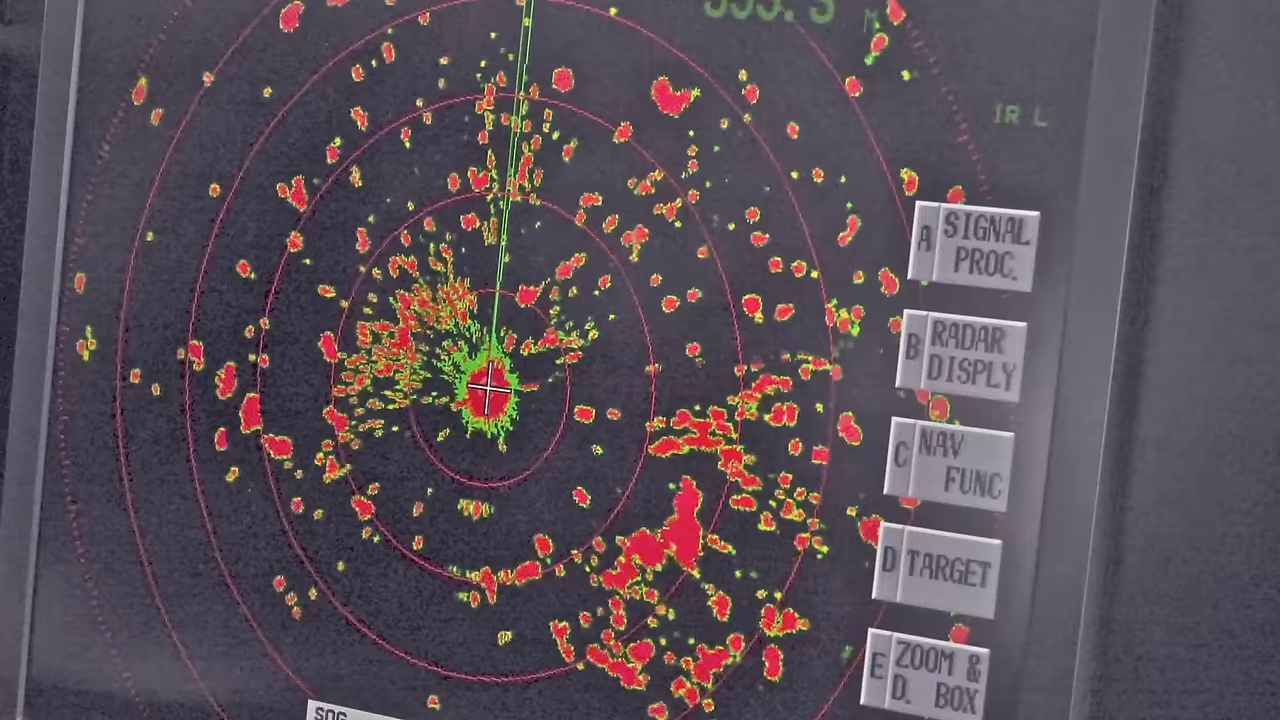 IR L
A SIGNAL
PROC.
B RADAR
DISPLY
C NAV
FUNC
D TARGET
E ZOOM &
D. BOX
SOG